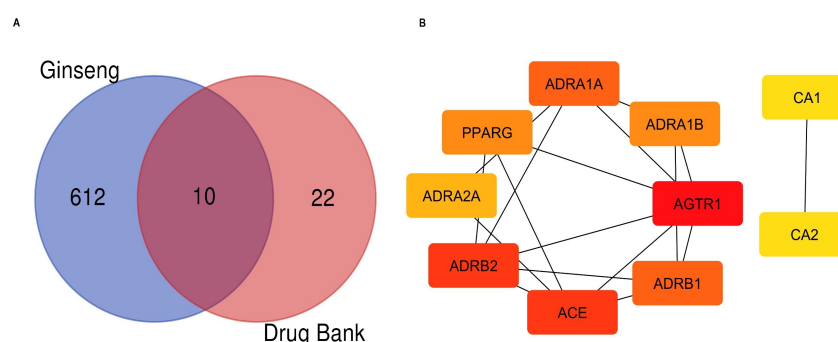 A
B
Ginseng
612
10
22
Drug Bank
ADRA1A
CA1
ADRA1B
PPARG
ADRA2A
AGTR1
CA2
ADRB2
ADRB1
ACE